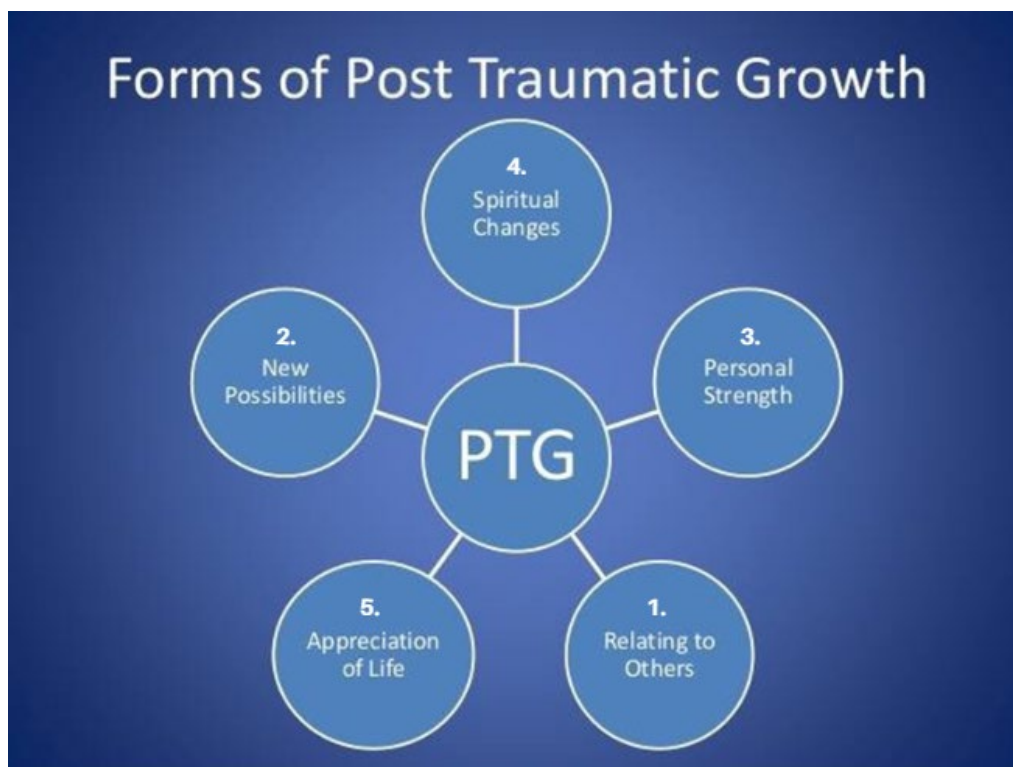 Forms of Post Traumatic Growth
4.
Spiritual
Changes
2.
New
Possibilities
3.
Personal
Strength
PTG
5.
Appreciation
of Life
1.
Relating to
Others